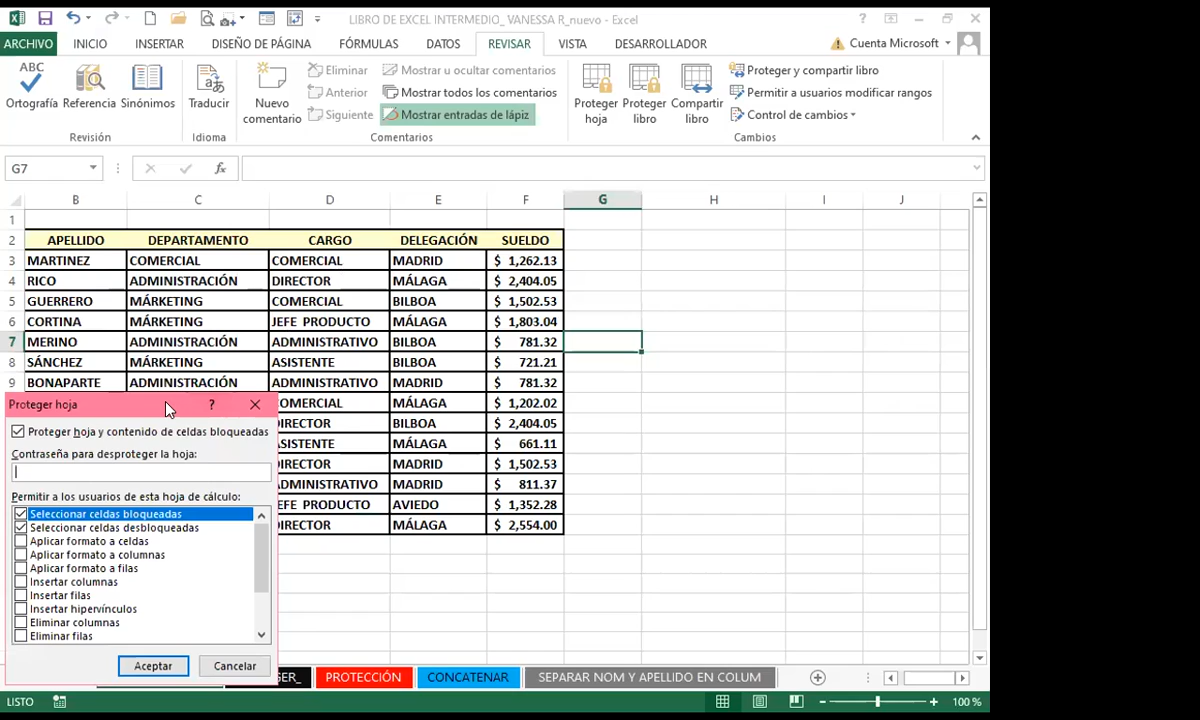 LIBRO DE EXCEL INTERMEDIO_ VANESSA R_nuevo - Excel
ARCHIVO INICIO INSERTAR DISEÑO DE PÁGINA FÓRMULAS DATOS REVISAR VISTA DESARROLLADOR Cuenta Microsoft
ABC
Ortografía Referencia Sinónimos
Revisión
Traducir
Idioma
Nuevo comentario
Eliminar
Anterior
Siguiente
Mostrar u ocultar comentarios
Mostrar todos los comentarios
Mostrar entradas de lápiz
Comentarios
Proteger hoja
Proteger libro
Compartir libro
Proteger y compartir libro
Permitir a usuarios modificar rangos
Control de cambios
Cambios
G7
fx
B C D E F G H I J
1
2 APELLIDO DEPARTAMENTO CARGO DELEGACIÓN SUELDO
3 MARTINEZ COMERCIAL COMERCIAL MADRID $ 1,262.13
4 RICO ADMINISTRACIÓN DIRECTOR MÁLAGA $ 2,404.05
5 GUERRERO MÁRKETING COMERCIAL BILBOA $ 1,502.53
6 CORTINA MÁRKETING JEFE PRODUCTO MÁLAGA $ 1,803.04
7 MERINO ADMINISTRACIÓN ADMINISTRATIVO BILBOA $ 781.32
8 SÁNCHEZ MÁRKETING ASISTENTE BILBOA $ 721.21
9 BONAPARTE ADMINISTRACIÓN ADMINISTRATIVO MADRID $ 781.32
OMERCIAL MÁLAGA $ 1,202.02
IRECTOR BILBOA $ 2,404.05
SISTENTE MÁLAGA $ 661.11
IRECTOR MADRID $ 1,502.53
DMINISTRATIVO MADRID $ 811.37
EFE PRODUCTO AVIEDO $ 1,352.28
IRECTOR MÁLAGA $ 2,554.00
Proteger hoja ?
Proteger hoja y contenido de celdas bloqueadas
Contraseña para desproteger la hoja:
Permitir a los usuarios de esta hoja de cálculo:
Seleccionar celdas bloqueadas
Seleccionar celdas desbloqueadas
Aplicar formato a celdas
Aplicar formato a columnas
Aplicar formato a filas
Insertar columnas
Insertar filas
Insertar hipervínculos
Eliminar columnas
Eliminar filas
Aceptar Cancelar
ER_ PROTECCIÓN CONCATENAR SEPARAR NOM Y APELLIDO EN COLUM
LISTO 100 %